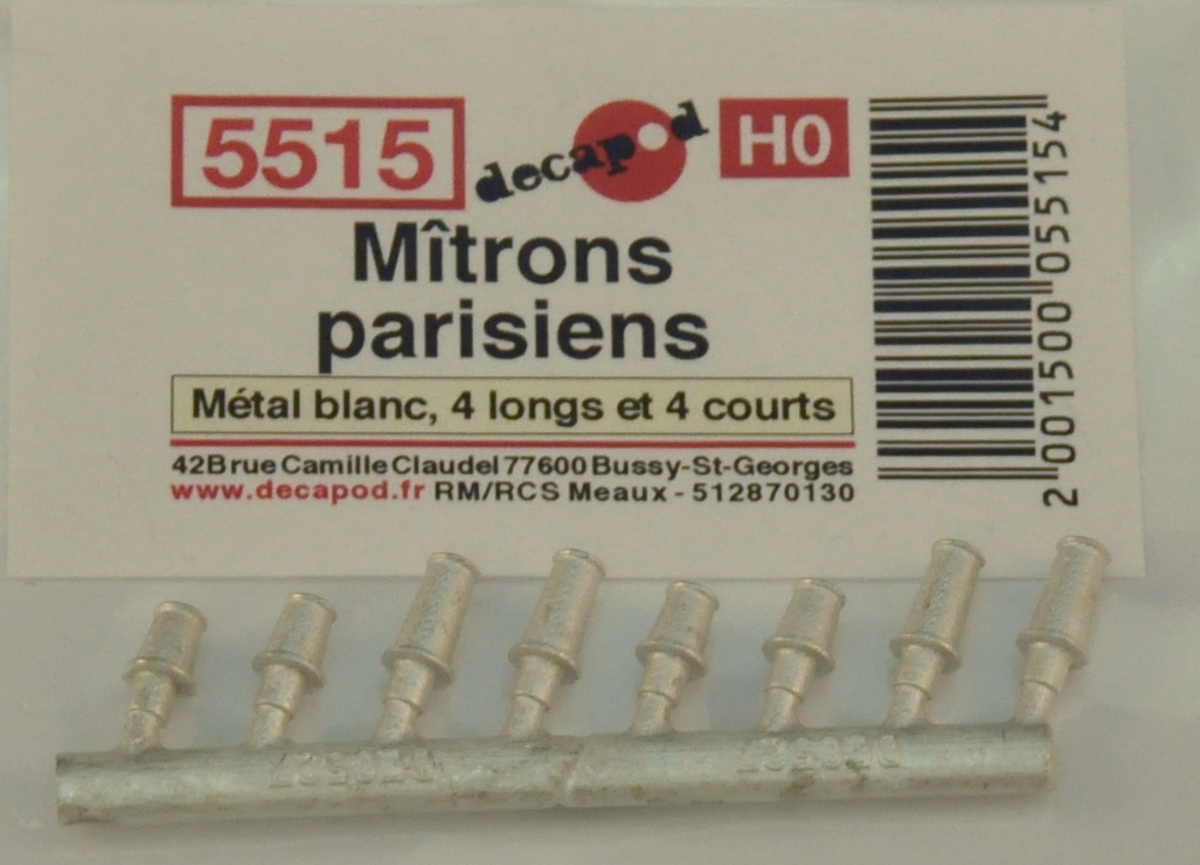 5515 decapod H0
Mîtrons
parisiens
Métal blanc, 4 longs et 4 courts
42B rue Camille Claudel 77600 Bussy-St-Georges
www.decapod.fr RM/RCS Meaux - 512870130
2 001500 055154